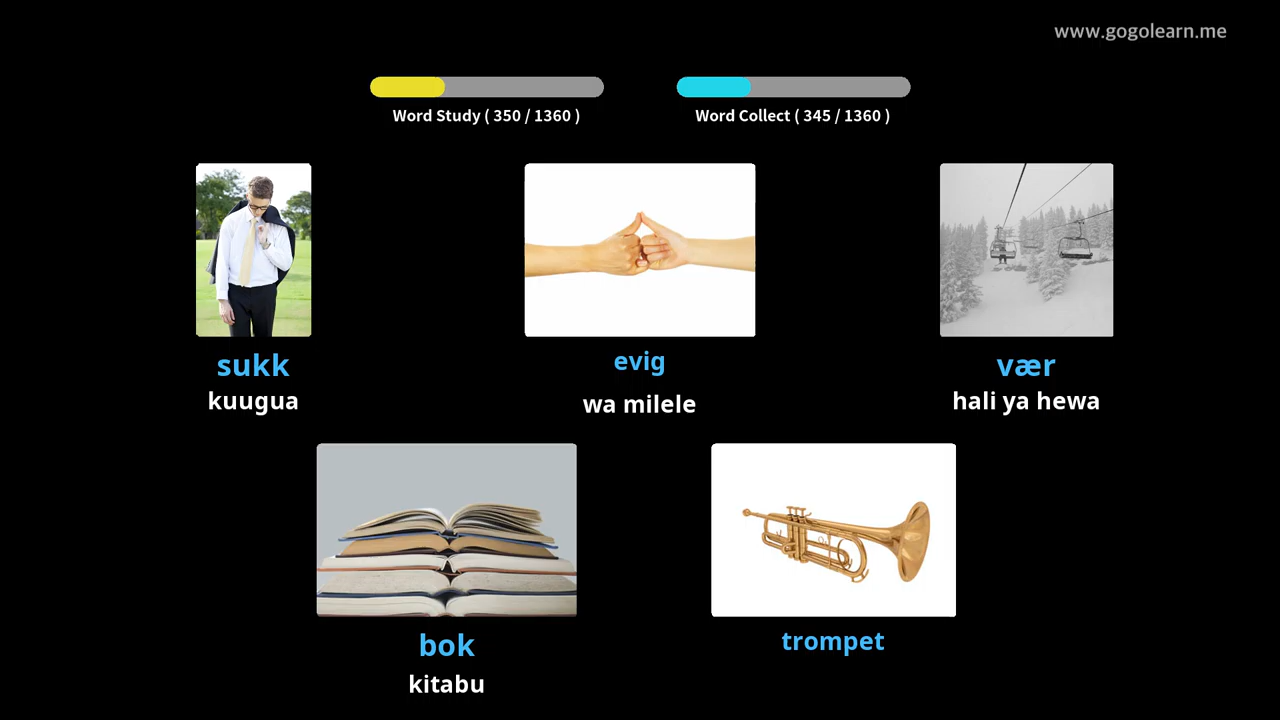 www.gogolearn.me
Word Study ( 350 / 1360 )
Word Collect ( 345 / 1360 )
sukk
kuugua
evig
wa milele
vær
hali ya hewa
bok
kitabu
trompet